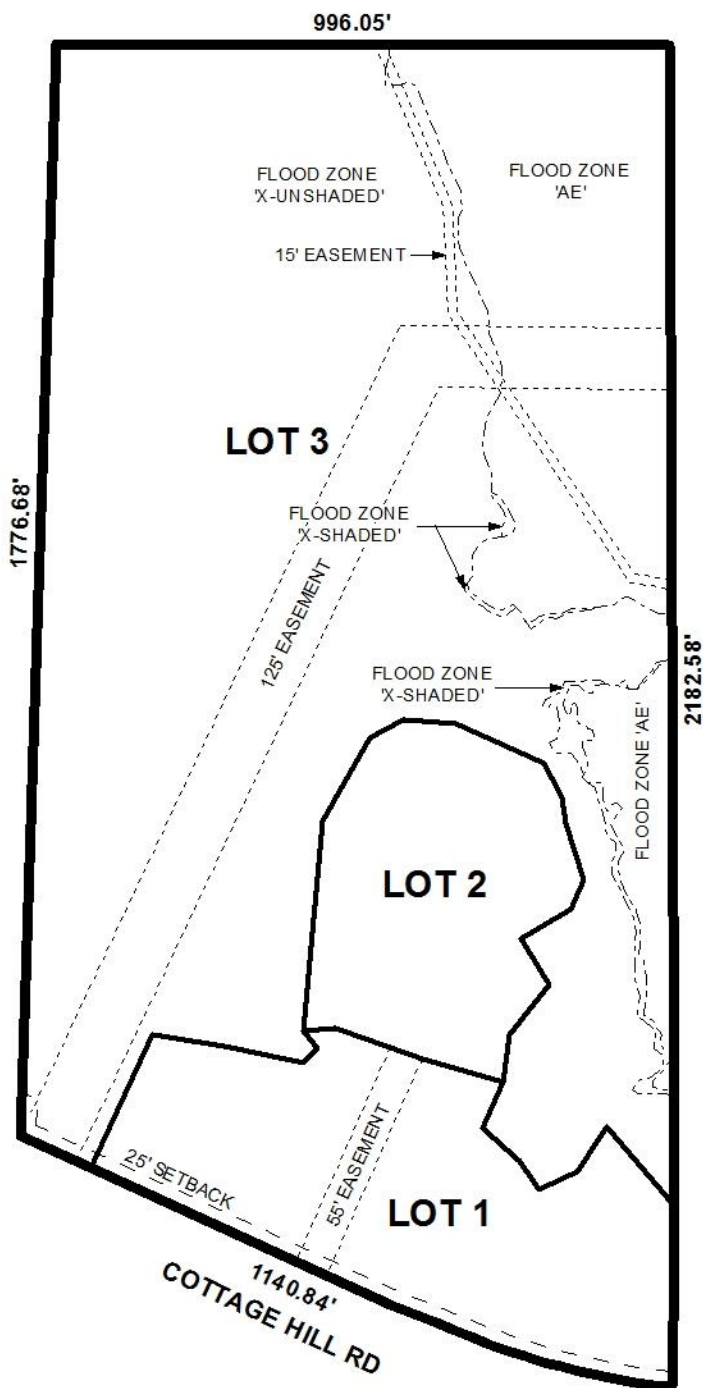 996.05'
FLOOD ZONE
'X-UNSHADED'
FLOOD ZONE
'AE'
15' EASEMENT
LOT 3
1776.68'
FLOOD ZONE
'X-SHADED'
125' EASEMENT
FLOOD ZONE
'X-SHADED'
2182.58'
FLOOD ZONE 'AE'
LOT 2
25' SETBACK
55' EASEMENT
LOT 1
1140.84'
COTTAGE HILL RD